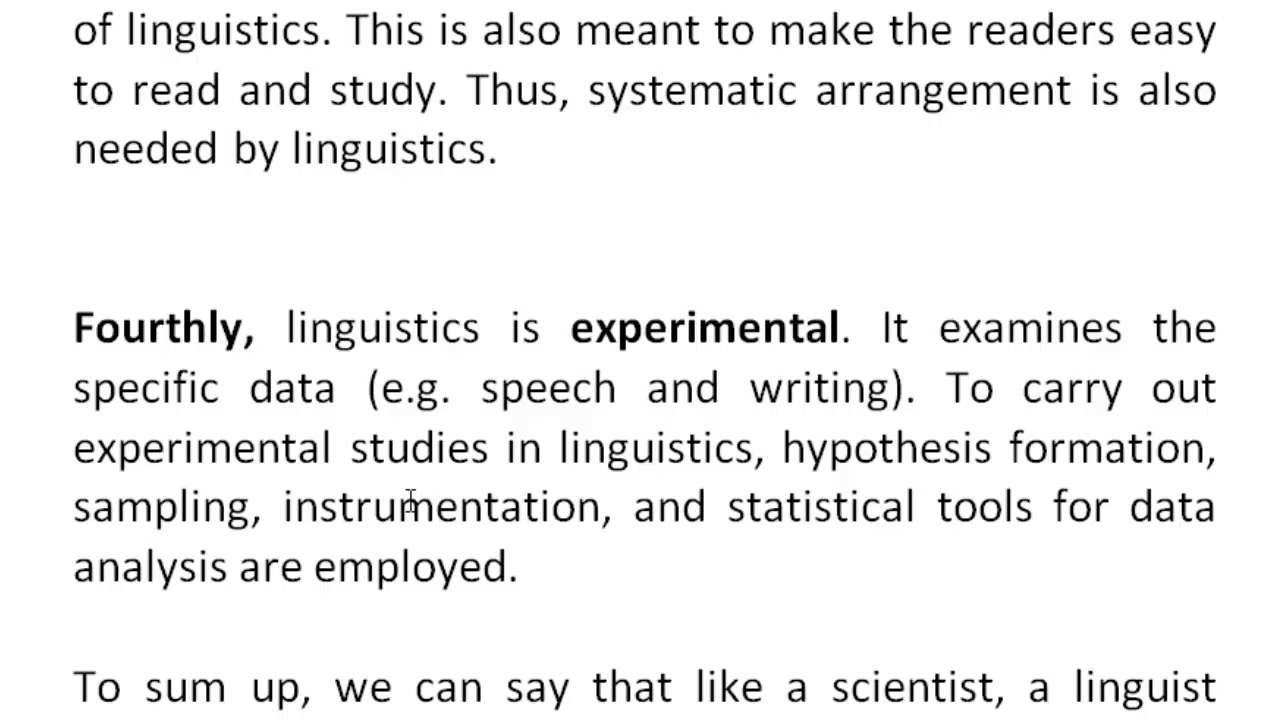 of linguistics. This is also meant to make the readers easy
to read and study. Thus, systematic arrangement is also
needed by linguistics.
Fourthly, linguistics is experimental. It examines the
specific data (e.g. speech and writing). To carry out
experimental studies in linguistics, hypothesis formation,
sampling, instrumentation, and statistical tools for data
analysis are employed.
To sum up, we can say that like a scientist, a linguist